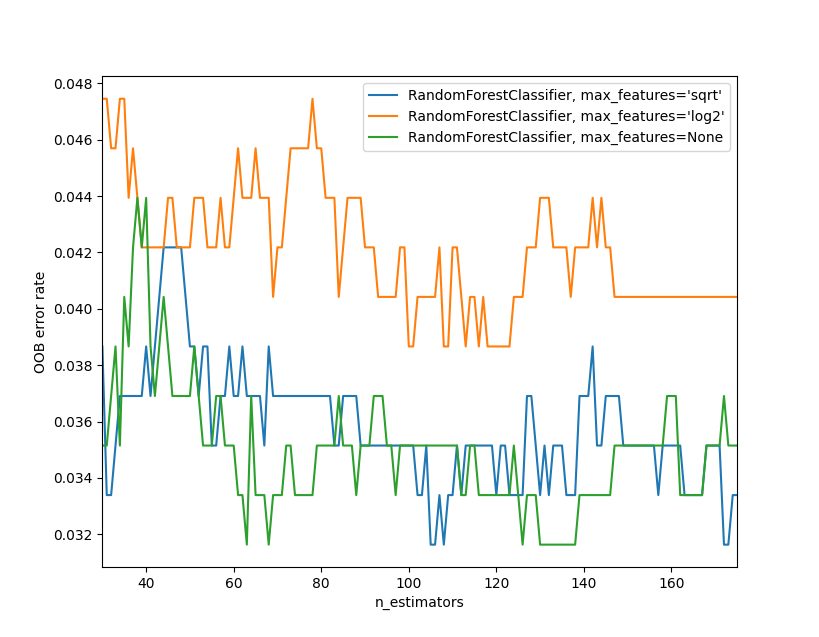 RandomForestClassifier, max_features='sqrt'
RandomForestClassifier, max_features='log2'
RandomForestClassifier, max_features=None
OOB error rate
0.048
0.046
0.044
0.042
0.040
0.038
0.036
0.034
0.032
40 60 80 100 120 140 160
n_estimators